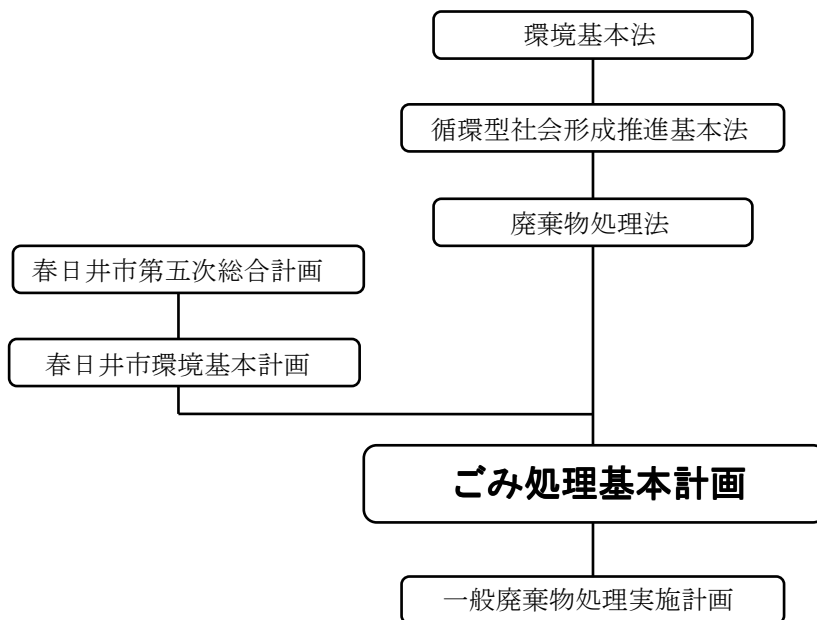 環境基本法
循環型社会形成推進基本法
廃棄物処理法
春日井市第五次総合計画
春日井市環境基本計画
ごみ処理基本計画
一般廃棄物処理実施計画